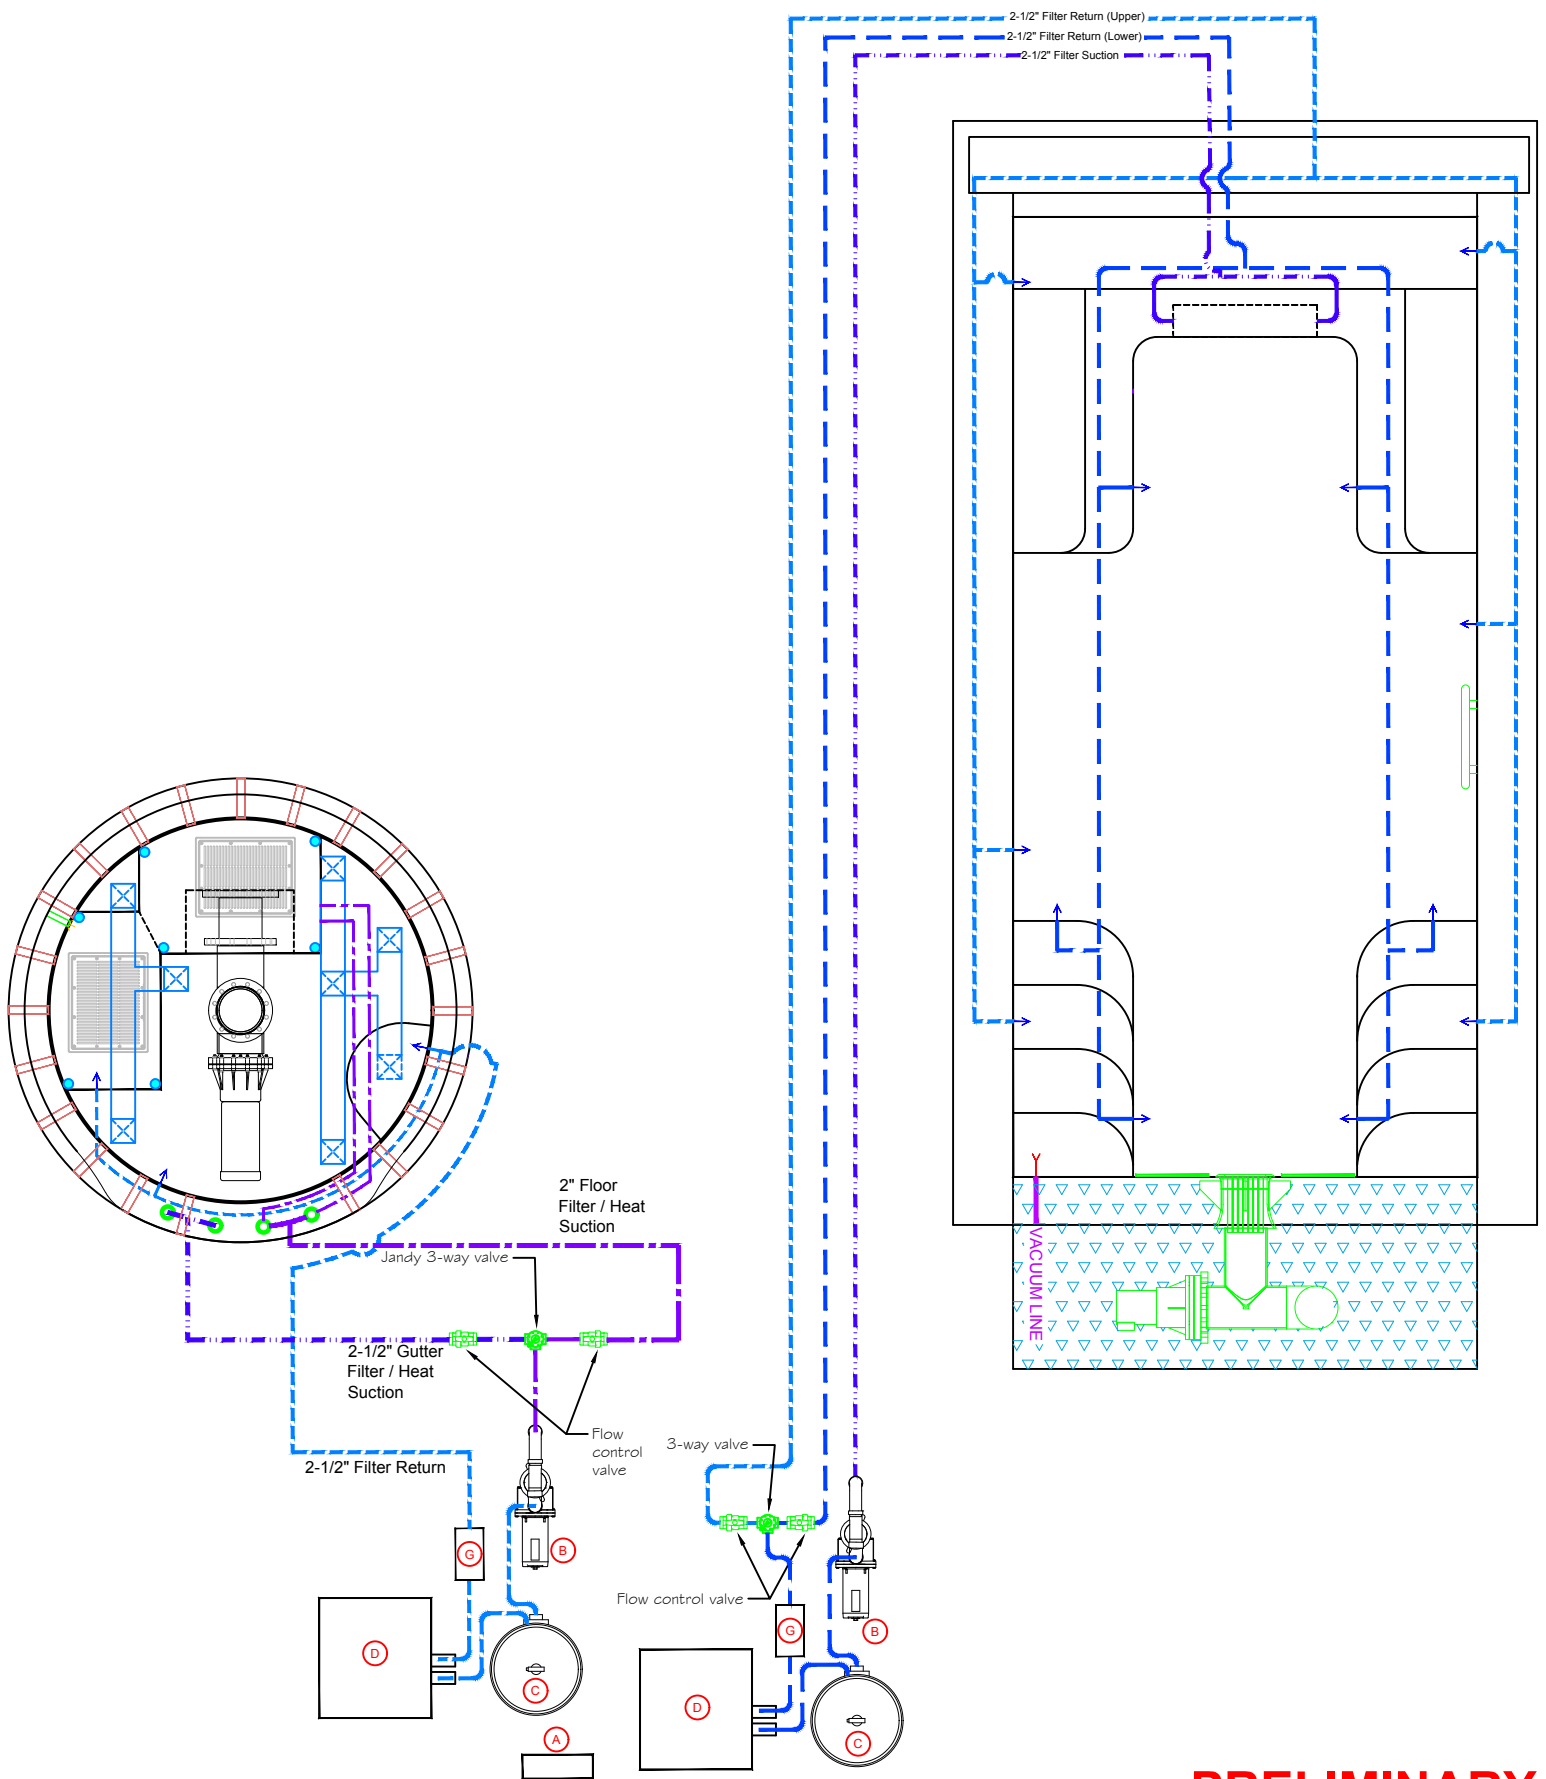 2-1/2" Filter Return (Upper)
2-1/2" Filter Return (Lower)
2-1/2" Filter Suction
2" Floor
Filter / Heat
Suction
Jandy 3-way valve
VACUUM LINE
2-1/2" Gutter
Filter / Heat
Suction
Flow
control
valve
3-way valve
2-1/2" Filter Return
G
B
Flow control valve
G
B
D
C
D
C
A
PRELIMINARY